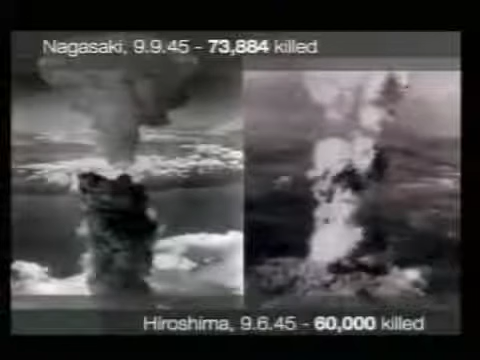 Nagasaki, 9.9.45 - 73,884 killed
Hiroshima, 9.6.45 - 60,000 killed